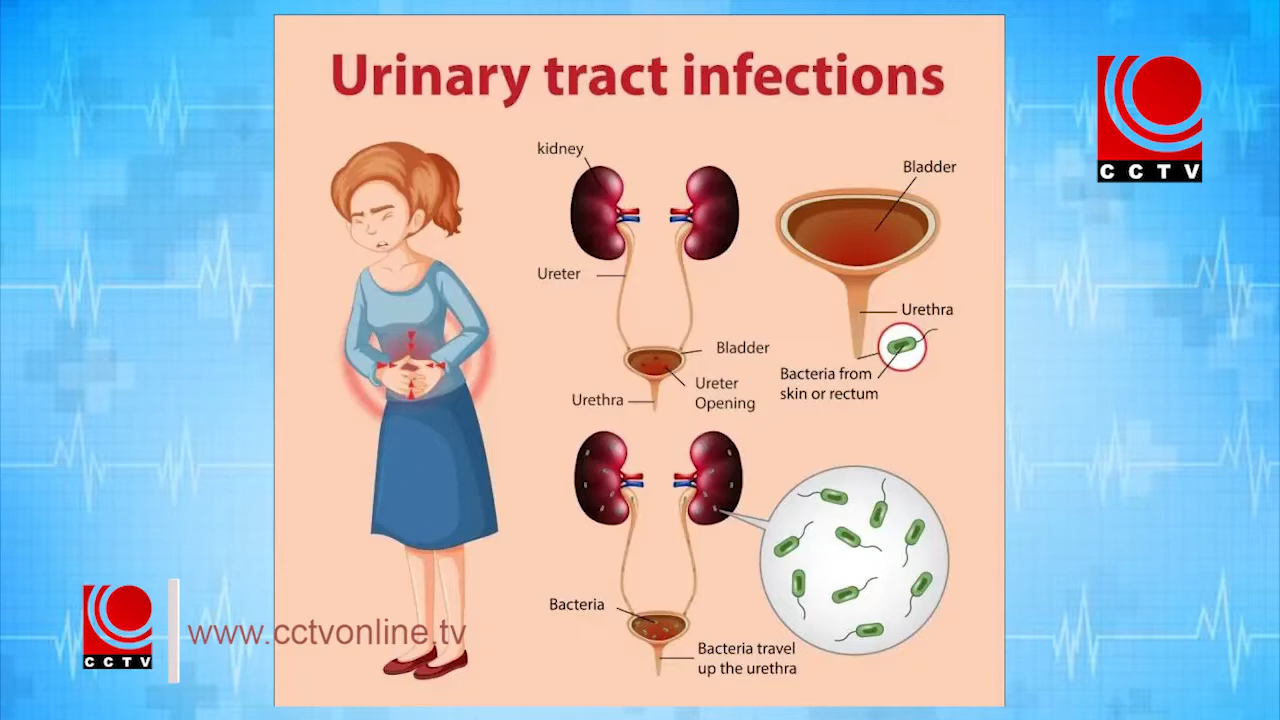 Urinary tract infections
CCTV
kidney
Bladder
Ureter
Urethra
Bladder
Bacteria from
skin or rectum
Ureter
Opening
Urethra
Bacteria
Bacteria travel
up the urethra
CCTV
www.cctvonline.tv